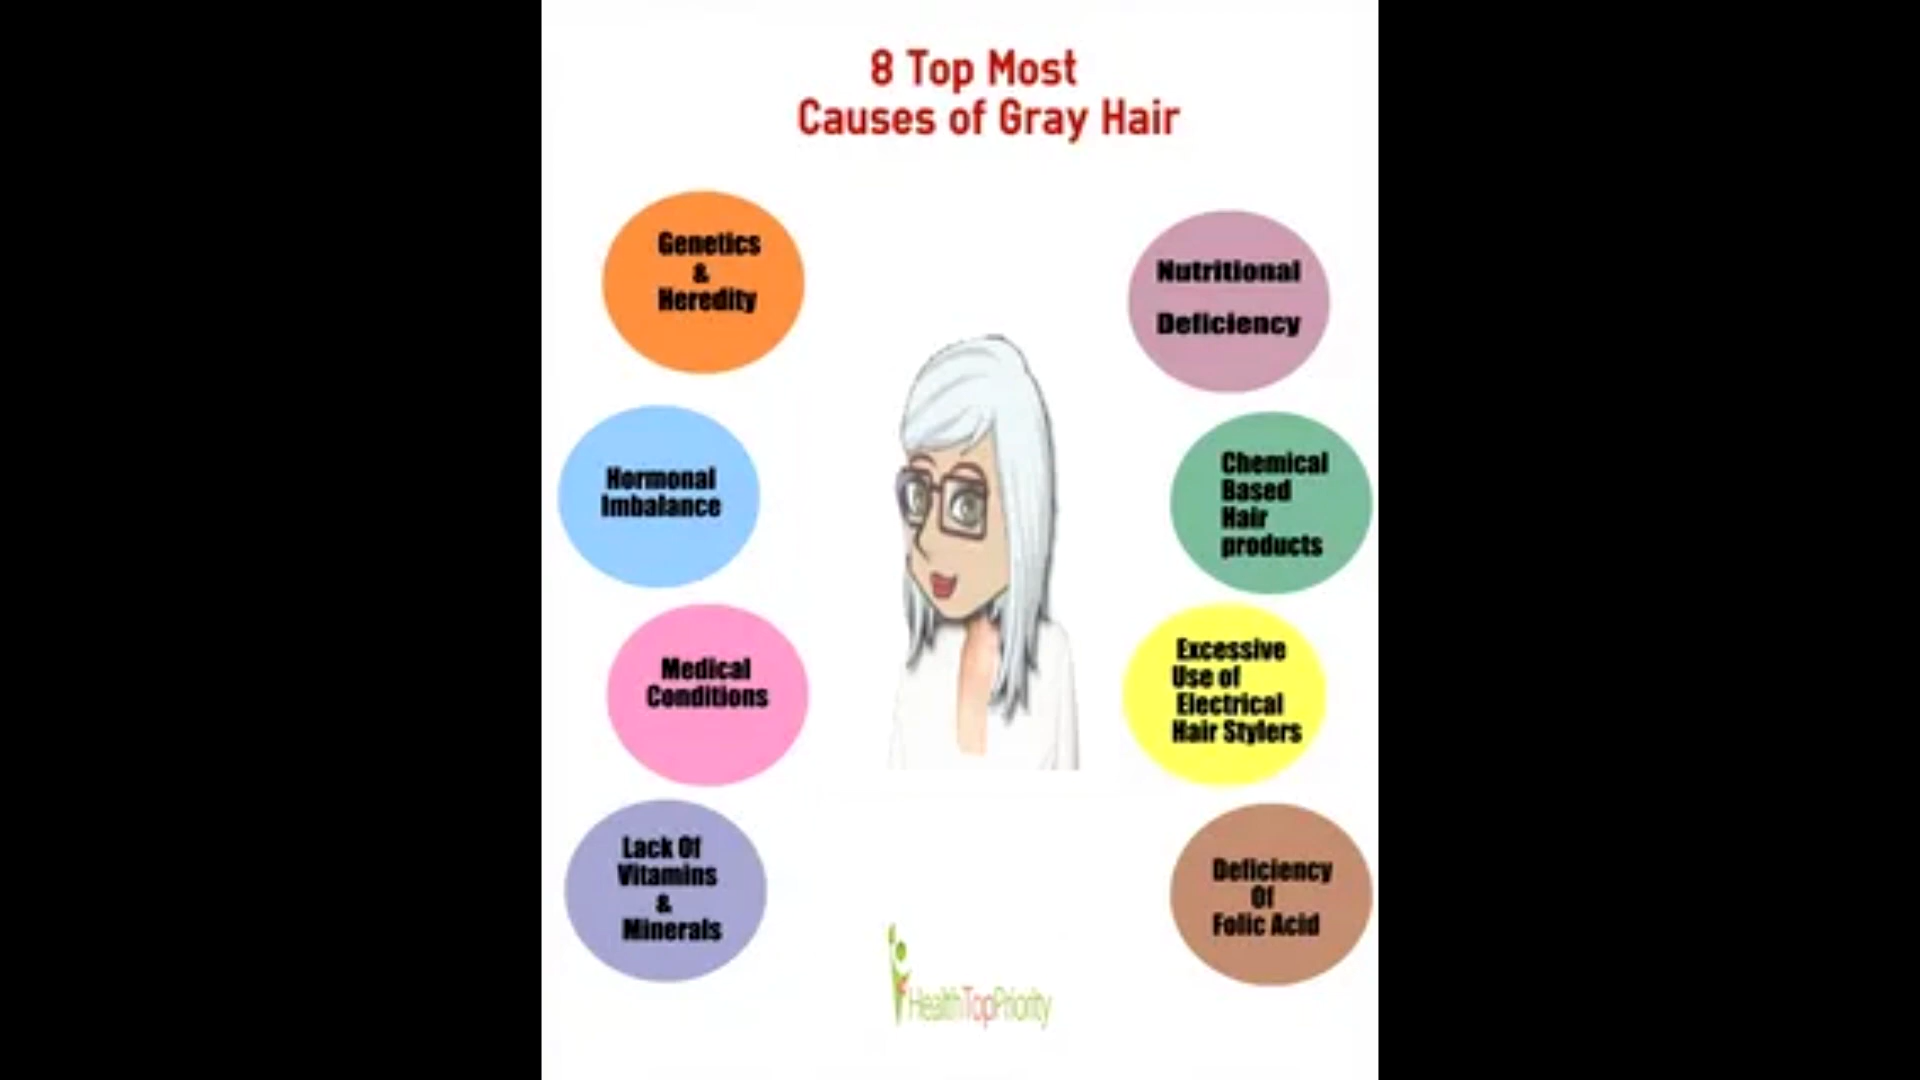 8 Top Most
Causes of Gray Hair
Genetics
&
Heredity
Nutritional
Deficiency
Hormonal
Imbalance
Chemical
Based
Hair
products
Medical
Conditions
Excessive
Use of
Electrical
Hair Stylers
Lack Of
Vitamins
&
Minerals
Deficiency
Of
Folic Acid
HealthTopPriority